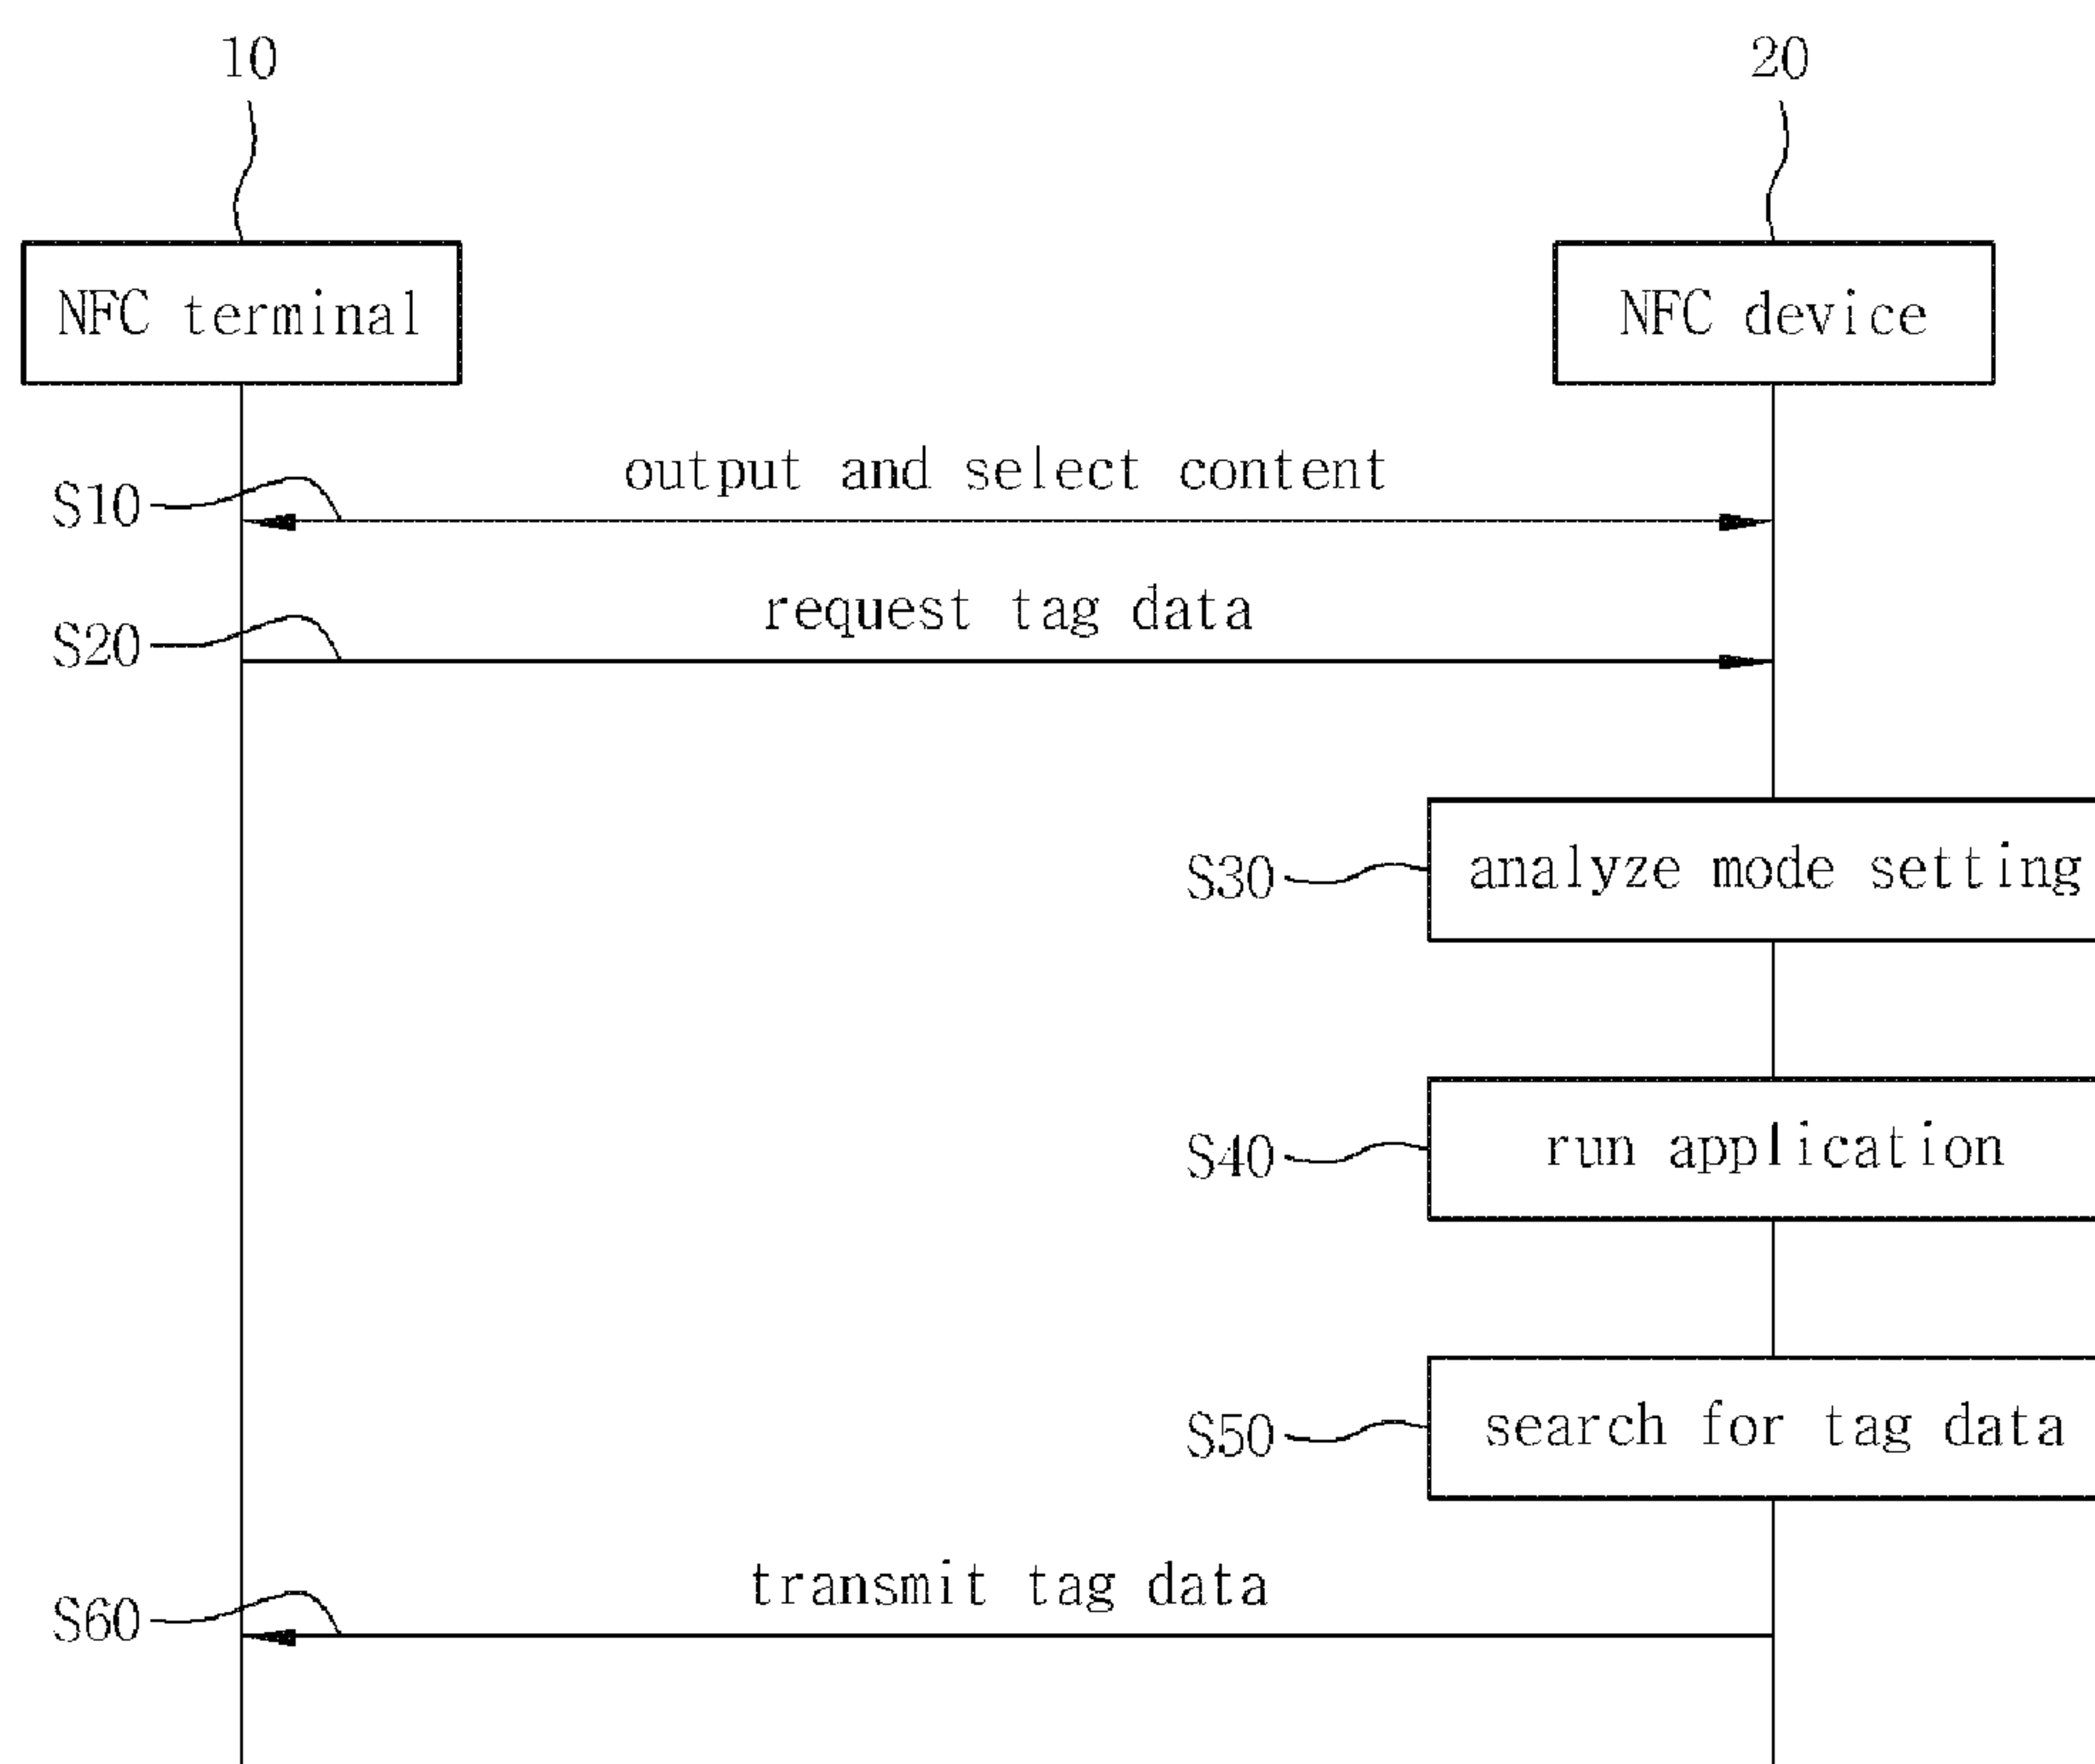 10
20
NFC terminal
NFC device
output and select content
S10
request tag data
S20
analyze mode setting
S30
run application
S40
search for tag data
S50
transmit tag data
S60